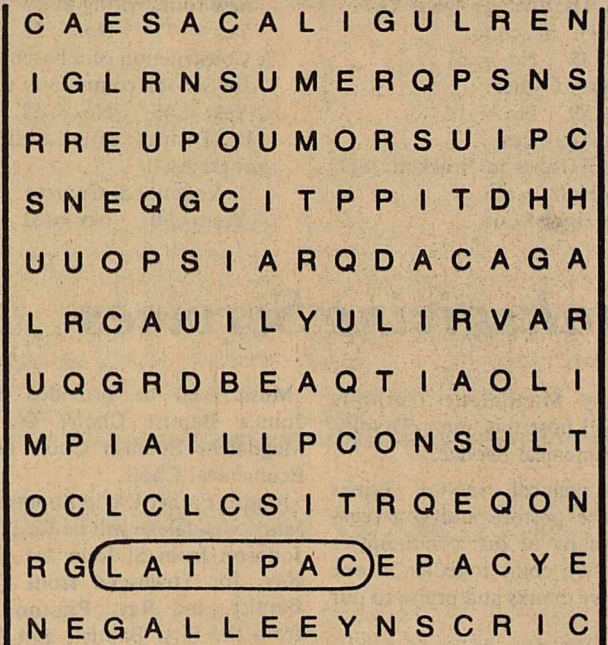 C A E S A C A L I G U L R E N
I G L R N S U M E R Q P S N S
R R E U P O U M O R S U I P C
S N E Q G C I T P P I T D H H
U U O P S I A R Q D A C A G A
L R C A U I L Y U L I R V A R
U Q G R D B E A Q T I A O L I
M P I A I L L P C O N S U L T
O C L C L C S I T R Q E Q O N
R G L A T I P A C E P A C Y E
N E G A L L E E Y N S C R I C